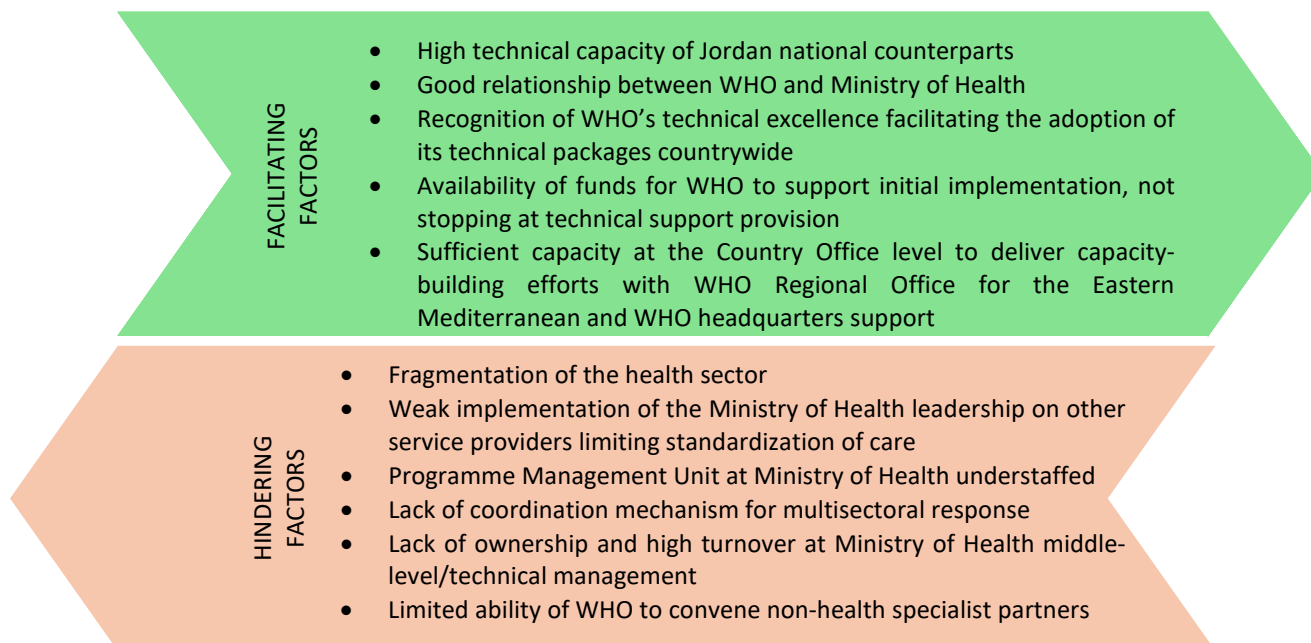 FACILITATING
FACTORS
• High technical capacity of Jordan national counterparts
• Good relationship between WHO and Ministry of Health
• Recognition of WHO’s technical excellence facilitating the adoption of
its technical packages countrywide
• Availability of funds for WHO to support initial implementation, not
stopping at technical support provision
• Sufficient capacity at the Country Office level to deliver capacity-
building efforts with WHO Regional Office for the Eastern
Mediterranean and WHO headquarters support
HINDERING
FACTORS
• Fragmentation of the health sector
• Weak implementation of the Ministry of Health leadership on other
service providers limiting standardization of care
• Programme Management Unit at Ministry of Health understaffed
• Lack of coordination mechanism for multisectoral response
• Lack of ownership and high turnover at Ministry of Health middle-
level/technical management
• Limited ability of WHO to convene non-health specialist partners